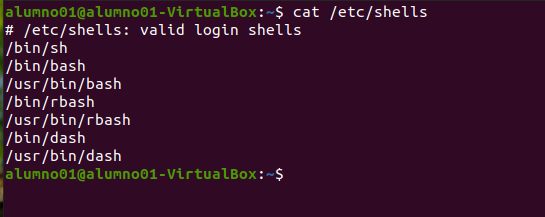 alumno01@alumno01-VirtualBox:~$ cat /etc/shells
# /etc/shells: valid login shells
/bin/sh
/bin/bash
/usr/bin/bash
/bin/rbash
/usr/bin/rbash
/bin/dash
/usr/bin/dash
alumno01@alumno01-VirtualBox:~$